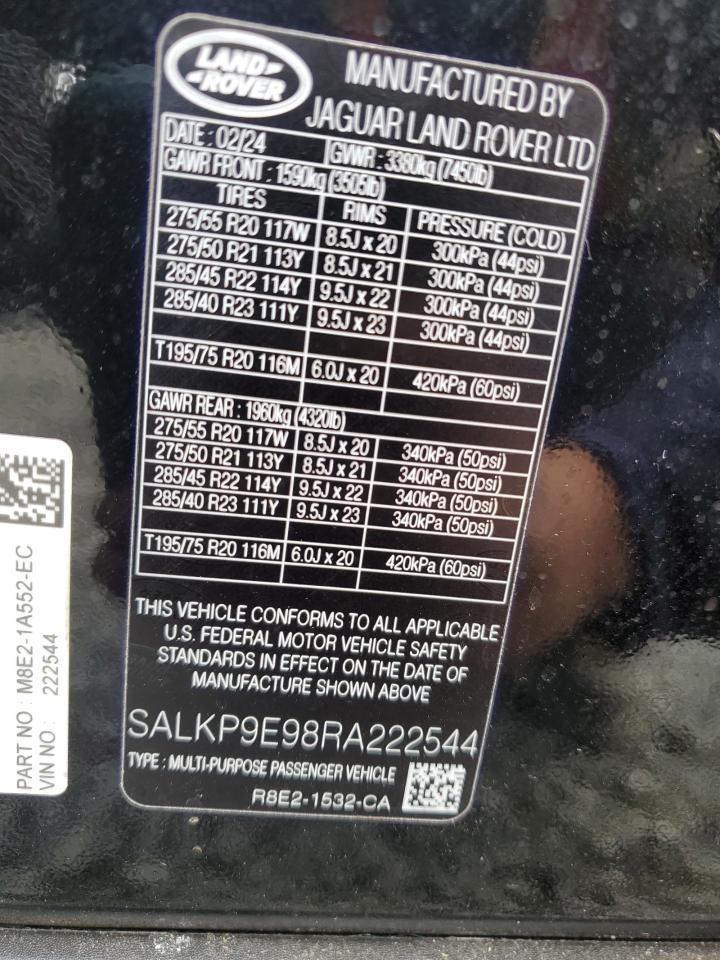 LAND-
-ROVER
MANUFACTURED BY
JAGUAR LAND ROVER LTD
DATE : 02/24 GVWR : 3380kg (7450lb)
GAWR FRONT : 1590kg (3505lb)
TIRES RIMS PRESSURE (COLD)
275/55 R20 117W 8.5J x 20 300kPa (44psi)
275/50 R21 113Y 8.5J x 21 300kPa (44psi)
285/45 R22 114Y 9.5J x 22 300kPa (44psi)
285/40 R23 111Y 9.5J x 23 300kPa (44psi)
T195/75 R20 116M 6.0J x 20 420kPa (60psi)
GAWR REAR : 1960kg (4320lb)
275/55 R20 117W 8.5J x 20 340kPa (50psi)
275/50 R21 113Y 8.5J x 21 340kPa (50psi)
285/45 R22 114Y 9.5J x 22 340kPa (50psi)
285/40 R23 111Y 9.5J x 23 340kPa (50psi)
T195/75 R20 116M 6.0J x 20 420kPa (60psi)
THIS VEHICLE CONFORMS TO ALL APPLICABLE
U.S. FEDERAL MOTOR VEHICLE SAFETY
STANDARDS IN EFFECT ON THE DATE OF
MANUFACTURE SHOWN ABOVE
SALKP9E98RA222544
TYPE : MULTI-PURPOSE PASSENGER VEHICLE
R8E2-1532-CA
PART NO : M8E2-1A552-EC
VIN NO : 222544